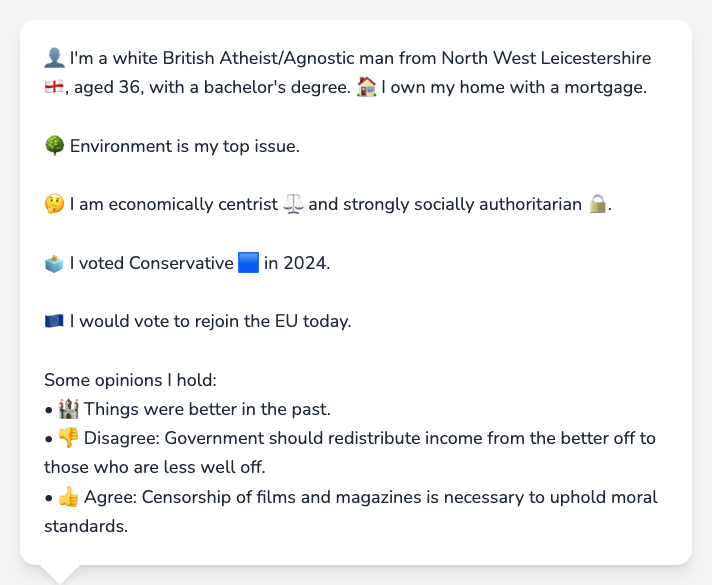 👤 I'm a white British Atheist/Agnostic man from North West Leicestershire
🏴󠁧󠁢󠁥󠁮󠁧󠁿, aged 36, with a bachelor's degree. 🏠 I own my home with a mortgage.
🌳 Environment is my top issue.
🤔 I am economically centrist ⚖️ and strongly socially authoritarian 🔒.
🗳️ I voted Conservative 🟦 in 2024.
🇪🇺 I would vote to rejoin the EU today.
Some opinions I hold:
• 🏰 Things were better in the past.
• 👎 Disagree: Government should redistribute income from the better off to
those who are less well off.
• 👍 Agree: Censorship of films and magazines is necessary to uphold moral
standards.